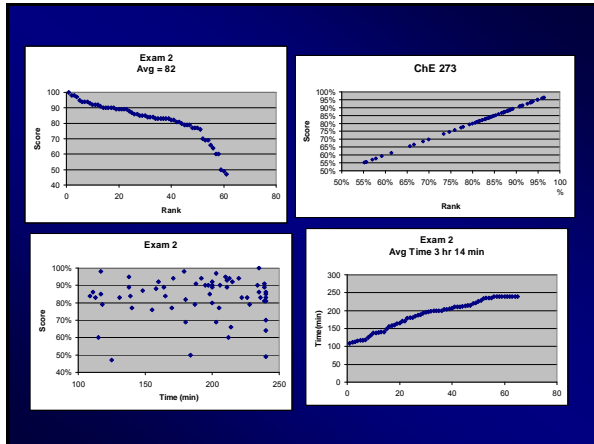 Exam 2
Avg = 82
100
90
80
70
60
50
40
0 20 40 60 80
Score
Rank
ChE 273
100%
95%
90%
85%
80%
75%
70%
65%
60%
55%
50%
50% 55% 60% 65% 70% 75% 80% 85% 90% 95% 100
%
Score
Rank
Exam 2
100%
90%
80%
70%
60%
50%
40%
100 150 200 250
Score
Time (min)
Exam 2
Avg Time 3 hr 14 min
300
250
200
150
100
50
0
0 20 40 60 80
Time(min)